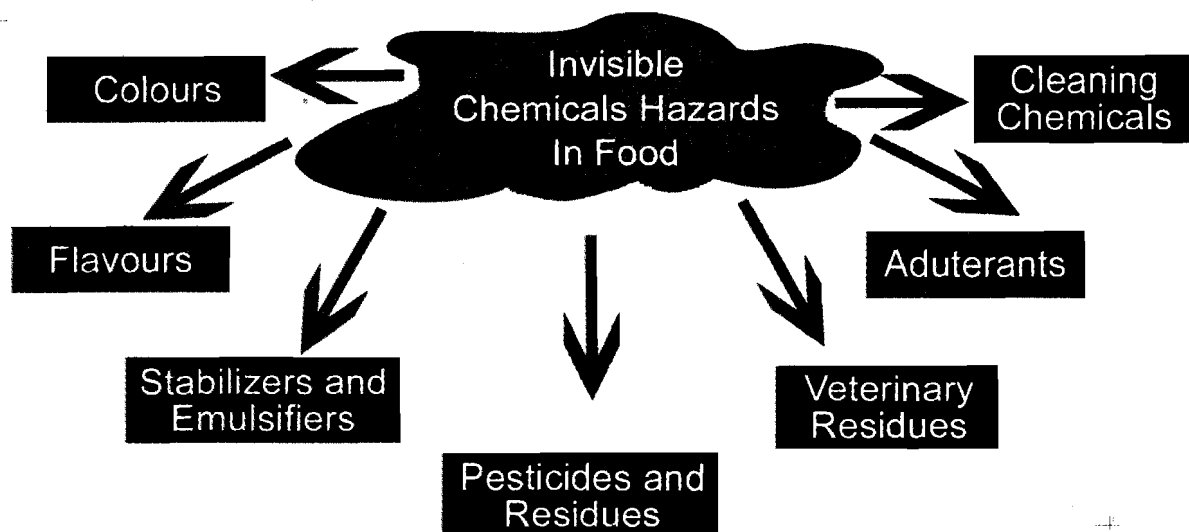 Invisible
Chemicals Hazards
In Food
Colours
Cleaning
Chemicals
Flavours
Aduterants
Stabilizers and
Emulsifiers
Veterinary
Residues
Pesticides and
Residues